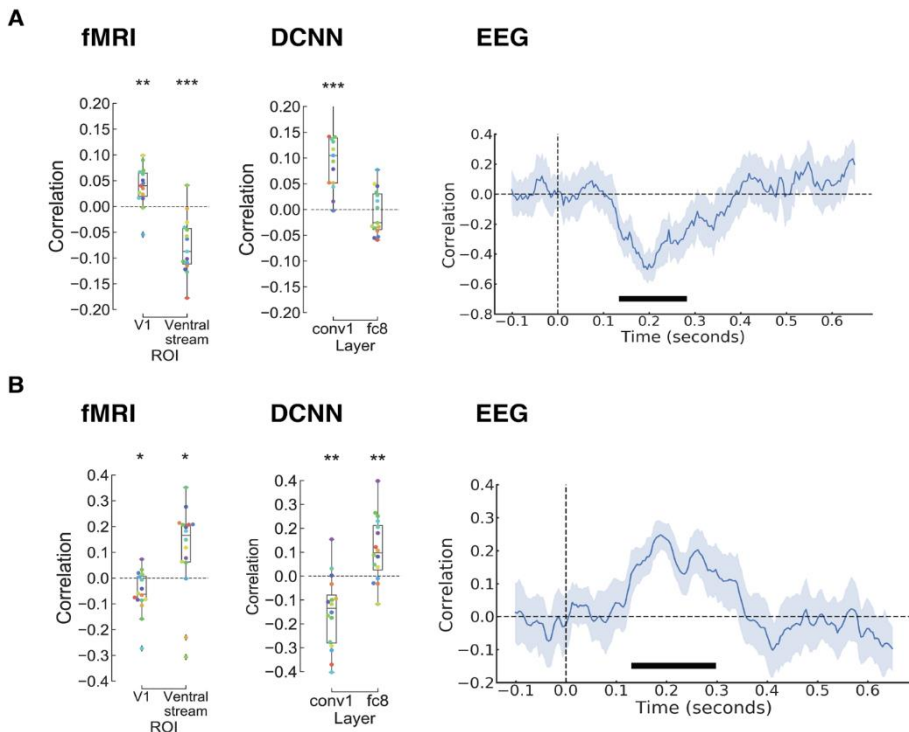 A
fMRI
DCNN
EEG
** ***
***
0.20
0.15
0.10
0.05
0.00
−0.05
−0.10
−0.15
−0.20
Correlation
V1 Ventral
stream
ROI
0.20
0.15
0.10
0.05
0.00
−0.05
−0.10
−0.15
−0.20
Correlation
conv1 fc8
Layer
0.4
0.2
0.0
−0.2
−0.4
−0.6
−0.8
Correlation
−0.1 0.0 0.1 0.2 0.3 0.4 0.5 0.6
Time (seconds)
B
fMRI
DCNN
EEG
* *
** **
0.4
0.3
0.2
0.1
0.0
−0.1
−0.2
−0.3
−0.4
Correlation
V1 Ventral
stream
ROI
0.4
0.3
0.2
0.1
0.0
−0.1
−0.2
−0.3
−0.4
Correlation
conv1 fc8
Layer
0.4
0.3
0.2
0.1
0.0
−0.1
−0.2
Correlation
−0.1 0.0 0.1 0.2 0.3 0.4 0.5 0.6
Time (seconds)